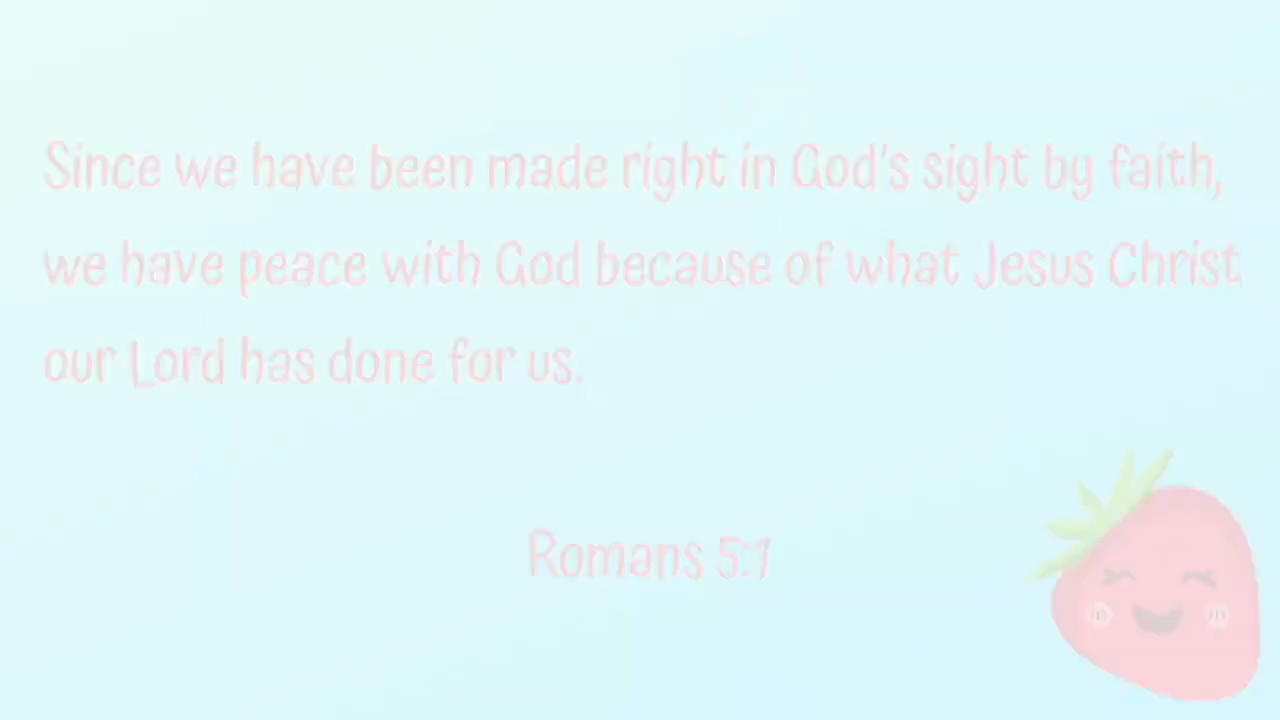 Since we have been made right in God's sight by faith,
we have peace with God because of what Jesus Christ
our Lord has done for us.
Romans 5:1